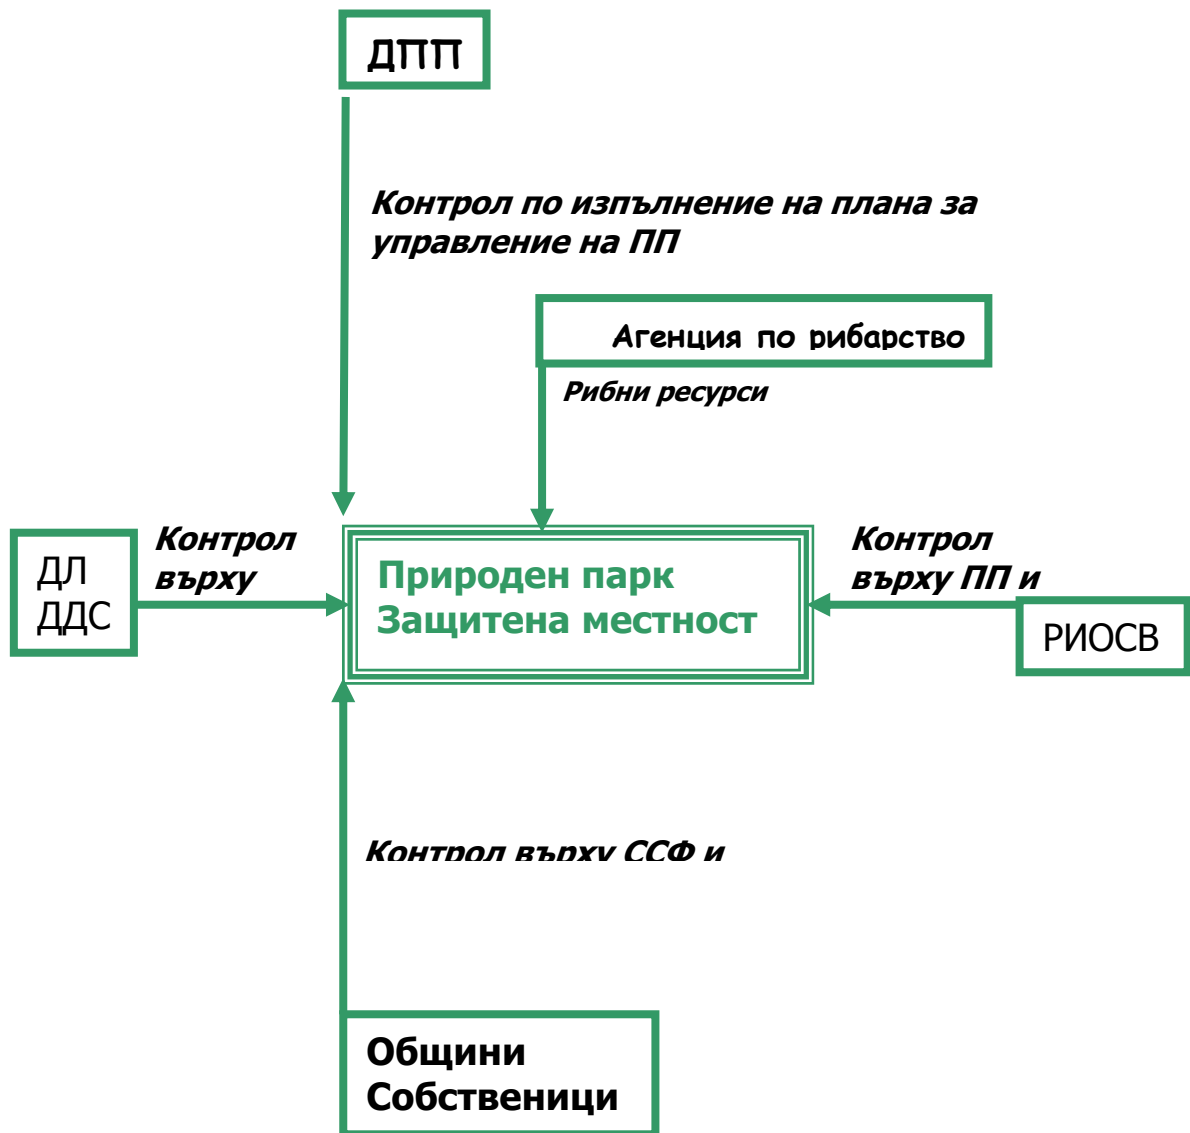 ДПП
Контрол по изпълнение на плана за
управление на ПП
Агенция по рибарство
Рибни ресурси
Контрол
върху
ДЛ
ДДС
Природен парк
Защитена местност
Контрол
върху ПП и
РИОСВ
Контрол върху ССФ и
Общини
Собственици